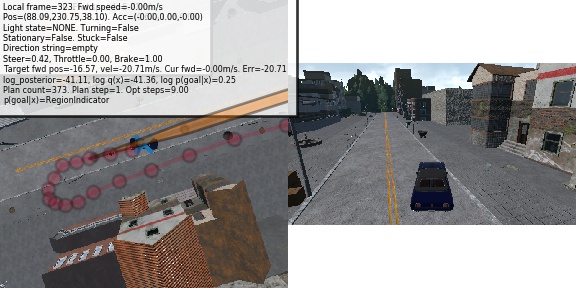 Local frame=323. Fwd speed=-0.00m/s
Pos=(88.09,230.75,38.10). Acc=(-0.00,0.00,-0.00)
Light state=NONE. Turning=False
Stationary=False. Stuck=False
Direction string=empty
Steer=0.42, Throttle=0.00, Brake=1.00
Target fwd pos=-16.57, vel=-20.71m/s. Cur fwd=-0.00m/s. Err=-20.71
log_posterior=-41.11, log q(x)=-41.36, log p(goal|x)=0.25
Plan count=373. Plan step=1. Opt steps=9.00
p(goal|x)=RegionIndicator